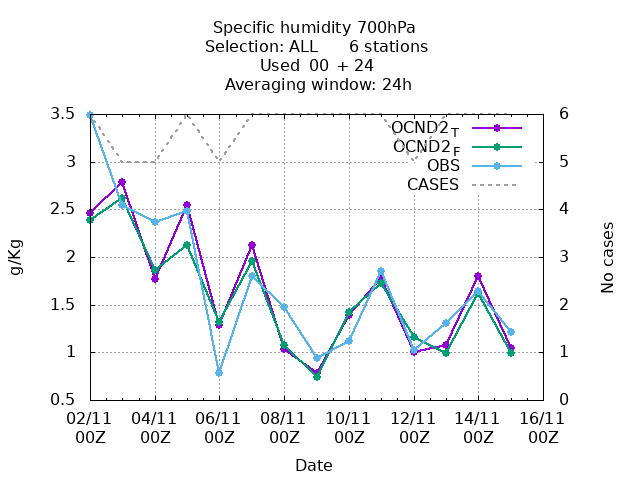 Specific humidity 700hPa
Selection: ALL 6 stations
Used 00 + 24
Averaging window: 24h
3.5
3
2.5
2
1.5
1
0.5
g/Kg
6
5
4
3
2
1
0
No cases
OCND2_T
OCND2_F
OBS
CASES
02/11 04/11 06/11 08/11 10/11 12/11 14/11 16/11
00Z 00Z 00Z 00Z 00Z 00Z 00Z 00Z
Date